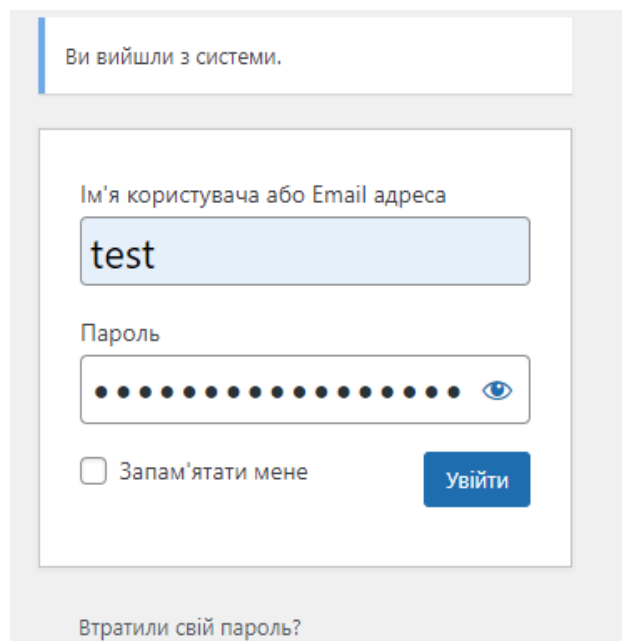 Ви вийшли з системи.
Ім'я користувача або Email адреса
test
Пароль
•••••••••••••••••
Запам'ятати мене
Увійти
Втратили свій пароль?